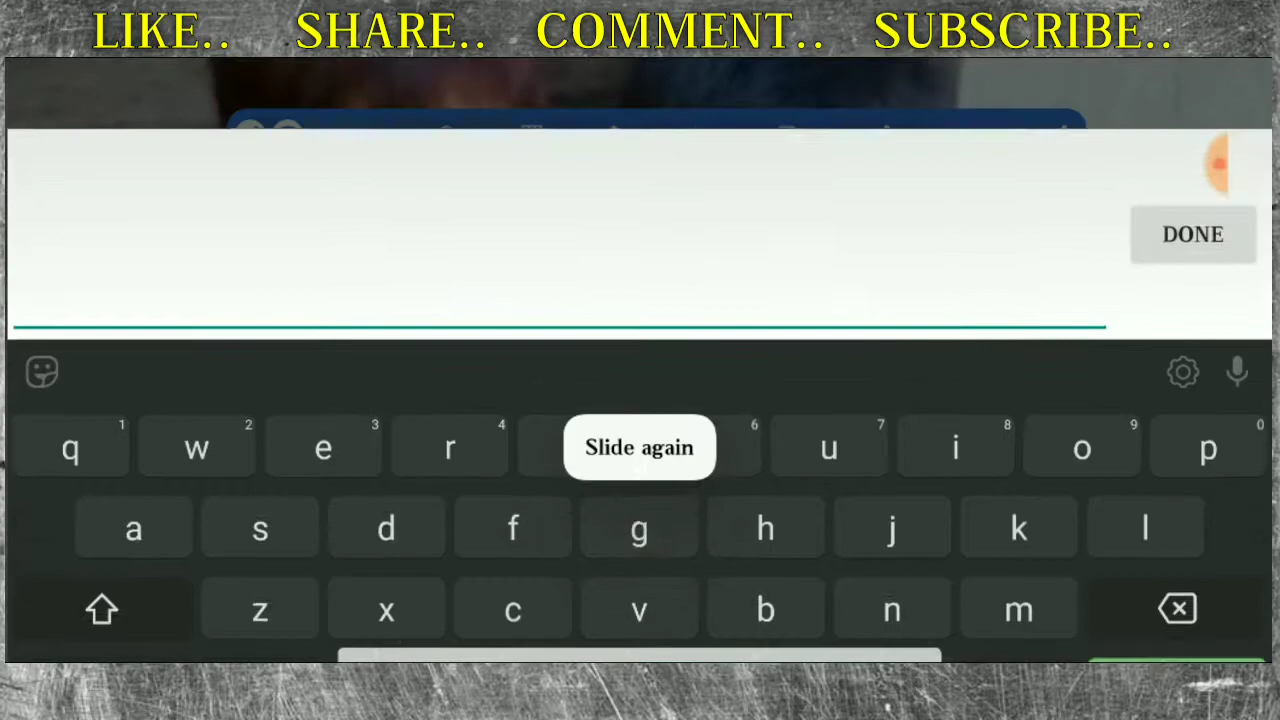 LIKE.. SHARE.. COMMENT.. SUBSCRIBE..
DONE
q 1 w 2 e 3 r 4 Slide again 6 u 7 i 8 o 9 p 0
a s d f g h j k l
z x c v b n m